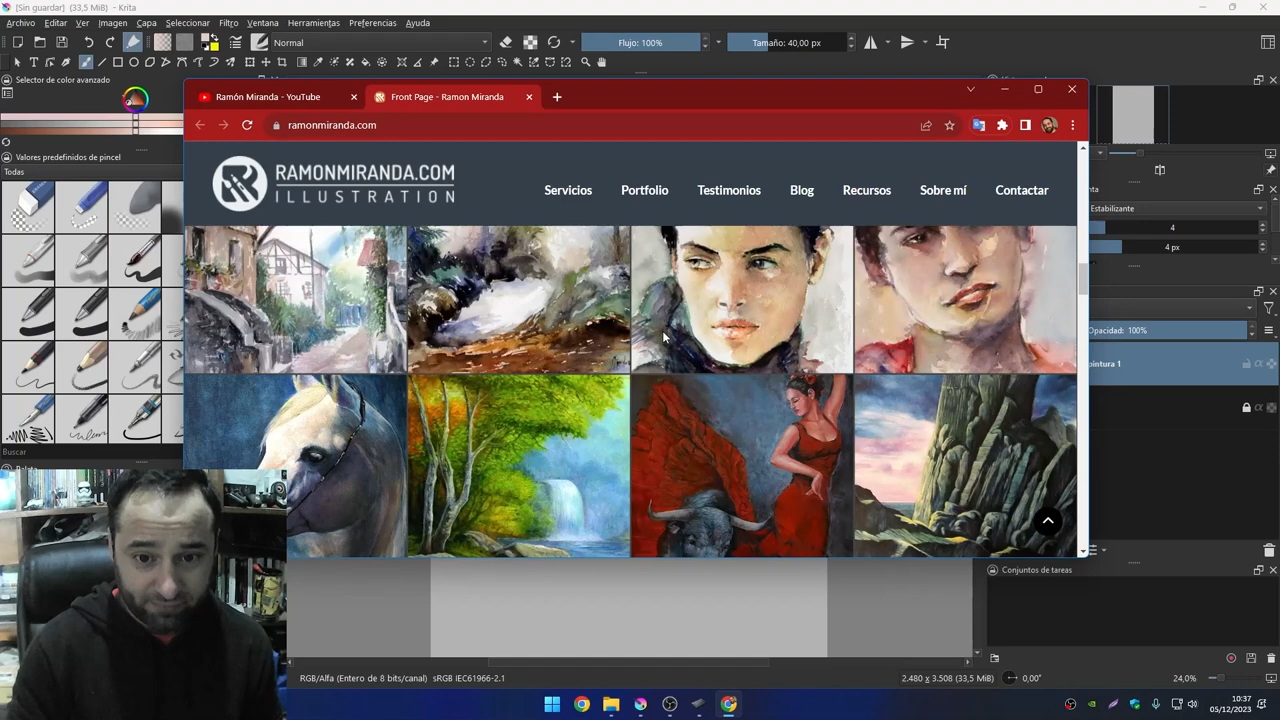 [Sin guardar] (33,5 MiB) - Krita
Archivo Editar Ver Imagen Capa Seleccionar Filtro Ventana Herramientas Preferencias Ayuda
Normal Flujo: 100% Tamaño: 40,00 px
Selector de color avanzado
Ramón Miranda - YouTube
Front Page - Ramon Miranda
ramonmiranda.com
Valores predefinidos de pincel
Todas
RAMONMIRANDA.COM
ILLUSTRATION
Servicios Portfolio Testimonios Blog Recursos Sobre mí Contactar
Estabilizante
4
4 px
Opacidad: 100%
pintura 1
Buscar
Conjuntos de tareas
RGB/Alfa (Entero de 8 bits/canal) sRGB IEC61966-2.1
2.480 x 3.508 (33,5 MiB)
0,00°
24,0%
10:37
05/12/2023